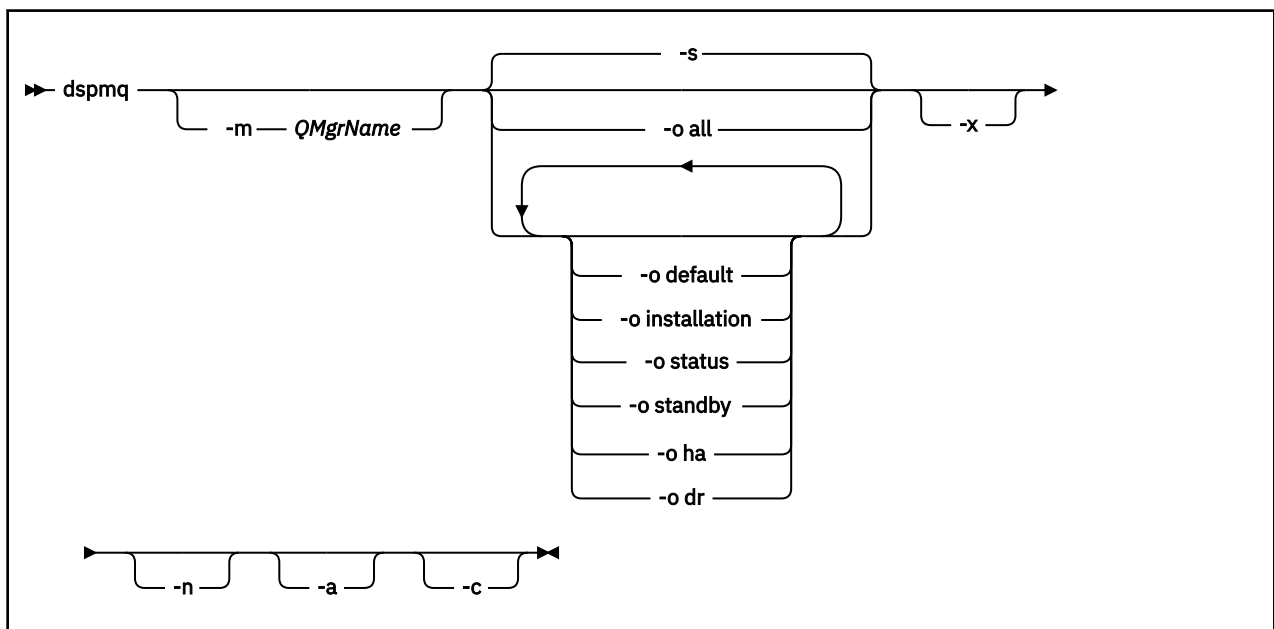 -s
dspmq
-m QMgrName
-o all
-x
-o default
-o installation
-o status
-o standby
-o ha
-o dr
-n
-a
-c